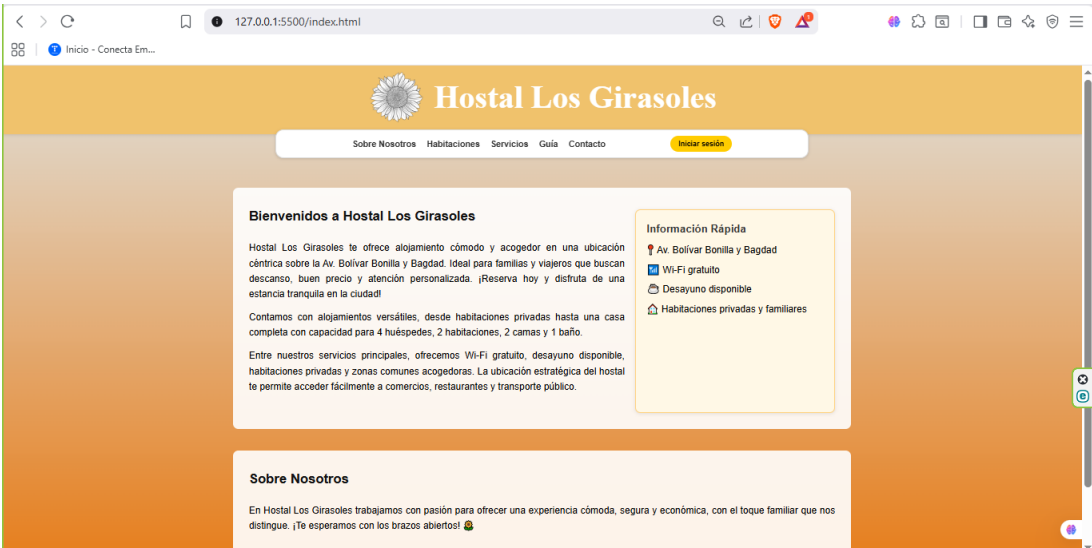 127.0.0.1:5500/index.html
Inicio - Conecta Em...
Hostal Los Girasoles
Sobre Nosotros Habitaciones Servicios Guía Contacto Iniciar sesión
Bienvenidos a Hostal Los Girasoles
Hostal Los Girasoles te ofrece alojamiento cómodo y acogedor en una ubicación
céntrica sobre la Av. Bolívar Bonilla y Bagdad. Ideal para familias y viajeros que buscan
descanso, buen precio y atención personalizada. ¡Reserva hoy y disfruta de una
estancia tranquila en la ciudad!
Contamos con alojamientos versátiles, desde habitaciones privadas hasta una casa
completa con capacidad para 4 huéspedes, 2 habitaciones, 2 camas y 1 baño.
Entre nuestros servicios principales, ofrecemos Wi-Fi gratuito, desayuno disponible,
habitaciones privadas y zonas comunes acogedoras. La ubicación estratégica del hostal
te permite acceder fácilmente a comercios, restaurantes y transporte público.
Información Rápida
Av. Bolívar Bonilla y Bagdad
Wi-Fi gratuito
Desayuno disponible
Habitaciones privadas y familiares
Sobre Nosotros
En Hostal Los Girasoles trabajamos con pasión para ofrecer una experiencia cómoda, segura y económica, con el toque familiar que nos
distingue. ¡Te esperamos con los brazos abiertos!